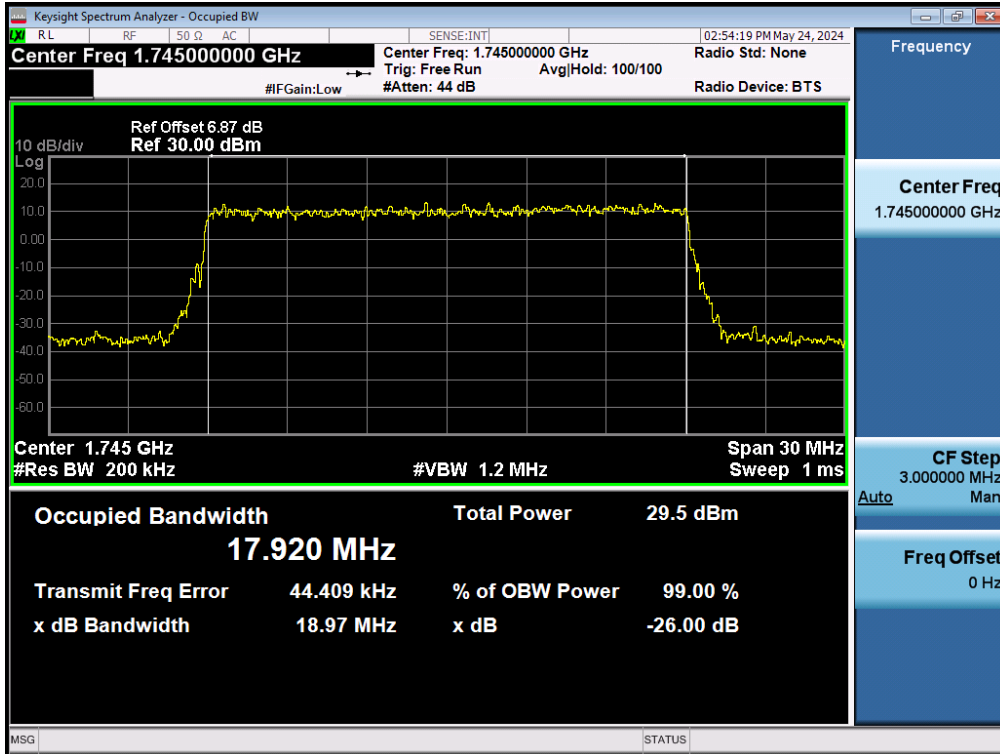 Keysight Spectrum Analyzer - Occupied BW
LXI RL RF 50 Ω AC SENSE:INT 02:54:19 PM May 24, 2024
Center Freq 1.745000000 GHz
Center Freq: 1.745000000 GHz
Radio Std: None
Trig: Free Run Avg|Hold: 100/100
#IFGain:Low #Atten: 44 dB Radio Device: BTS
Ref Offset 6.87 dB
10 dB/div Ref 30.00 dBm
Log
20.0
10.0
0.00
-10.0
-20.0
-30.0
-40.0
-50.0
-60.0
Center 1.745 GHz Span 30 MHz
#Res BW 200 kHz #VBW 1.2 MHz Sweep 1 ms
Occupied Bandwidth Total Power 29.5 dBm
17.920 MHz
Transmit Freq Error 44.409 kHz % of OBW Power 99.00 %
x dB Bandwidth 18.97 MHz x dB -26.00 dB
MSG STATUS
Frequency
Center Freq
1.745000000 GHz
CF Step
3.000000 MHz
Auto Man
Freq Offset
0 Hz